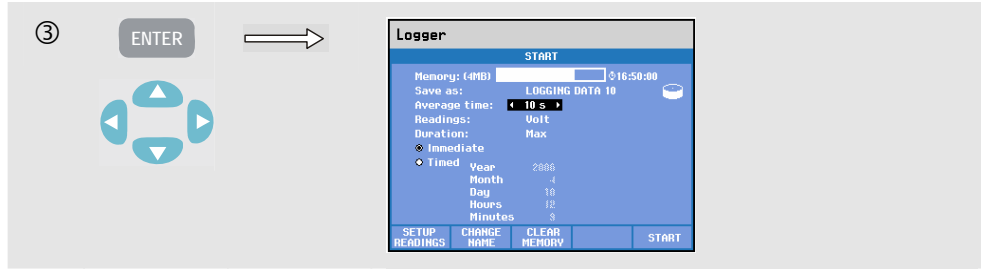 ③
ENTER
Logger
START
Memory: (4MB) 16:50:00
Save as: LOGGING DATA 10
Average time: 10 s
Readings: Volt
Duration: Max
Immediate
Timed
Year 2006
Month 4
Day 10
Hours 12
Minutes 9
SETUP READINGS CHANGE NAME CLEAR MEMORY START